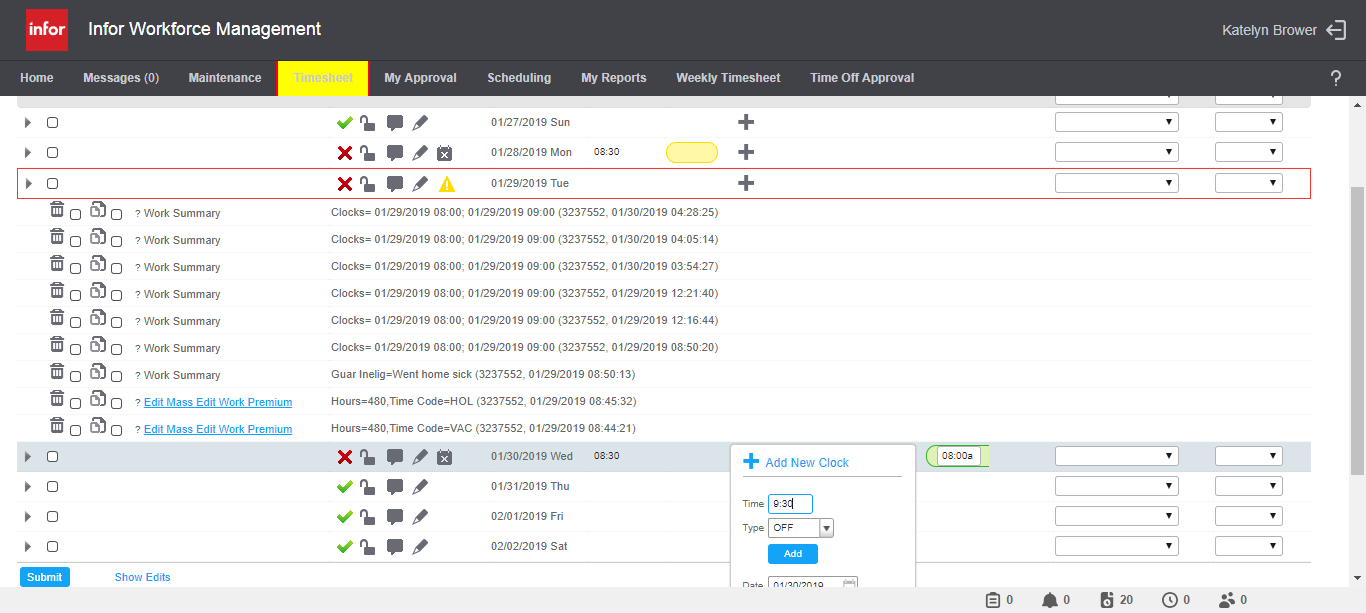 infor Infor Workforce Management Katelyn Brower
Home Messages (0) Maintenance Timesheet My Approval Scheduling My Reports Weekly Timesheet Time Off Approval ?
01/27/2019 Sun
01/28/2019 Mon 08:30
01/29/2019 Tue
? Work Summary Clocks= 01/29/2019 08:00; 01/29/2019 09:00 (3237552, 01/30/2019 04:28:25)
? Work Summary Clocks= 01/29/2019 08:00; 01/29/2019 09:00 (3237552, 01/30/2019 04:05:14)
? Work Summary Clocks= 01/29/2019 08:00; 01/29/2019 09:00 (3237552, 01/30/2019 03:54:27)
? Work Summary Clocks= 01/29/2019 08:00; 01/29/2019 09:00 (3237552, 01/29/2019 12:21:40)
? Work Summary Clocks= 01/29/2019 08:00; 01/29/2019 09:00 (3237552, 01/29/2019 12:16:44)
? Work Summary Clocks= 01/29/2019 08:00; 01/29/2019 09:00 (3237552, 01/29/2019 08:50:20)
? Work Summary Guar Inelig=Went home sick (3237552, 01/29/2019 08:50:13)
? Edit Mass Edit Work Premium Hours=480,Time Code=HOL (3237552, 01/29/2019 08:45:32)
? Edit Mass Edit Work Premium Hours=480,Time Code=VAC (3237552, 01/29/2019 08:44:21)
01/30/2019 Wed 08:30 08:00a
Add New Clock
01/31/2019 Thu
Time 9:30
02/01/2019 Fri
Type OFF
02/02/2019 Sat
Add
Submit Show Edits
Date 01/30/2019
0 0 20 0 0